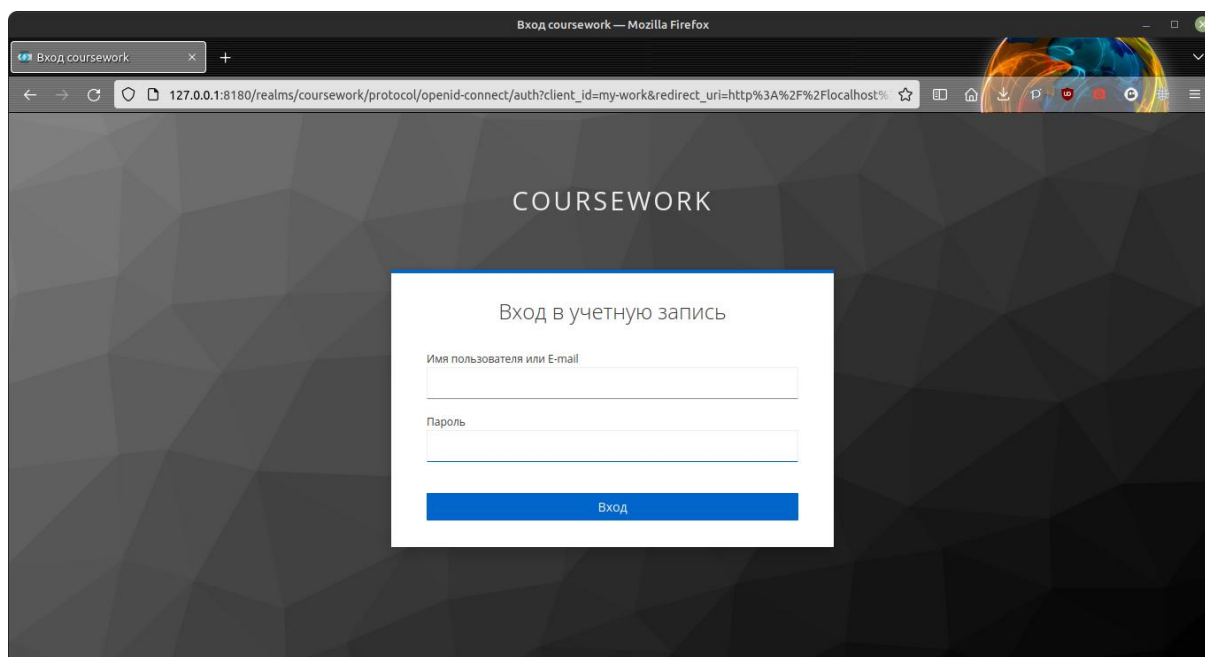 Вход coursework — Mozilla Firefox
Вход coursework
127.0.0.1:8180/realms/coursework/protocol/openid-connect/auth?client_id=my-work&redirect_uri=http%3A%2F%2Flocalhost%
COURSEWORK
Вход в учетную запись
Имя пользователя или E-mail
Пароль
Вход